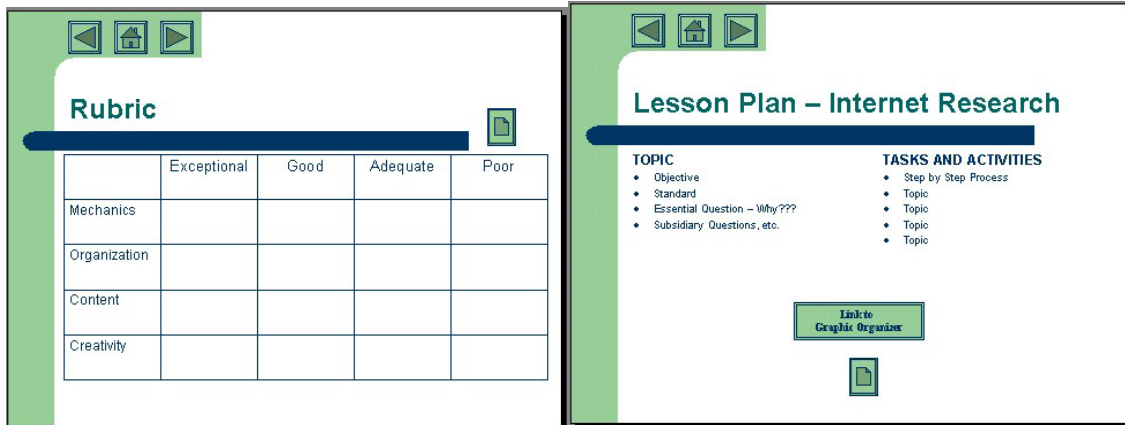 Rubric
Exceptional Good Adequate Poor
Mechanics
Organization
Content
Creativity
Lesson Plan – Internet Research
TOPIC
Objective
Standard
Essential Question – Why???
Subsidiary Questions, etc.
TASKS AND ACTIVITIES
Step by Step Process
Topic
Topic
Topic
Topic
Link to
Graphic Organizer